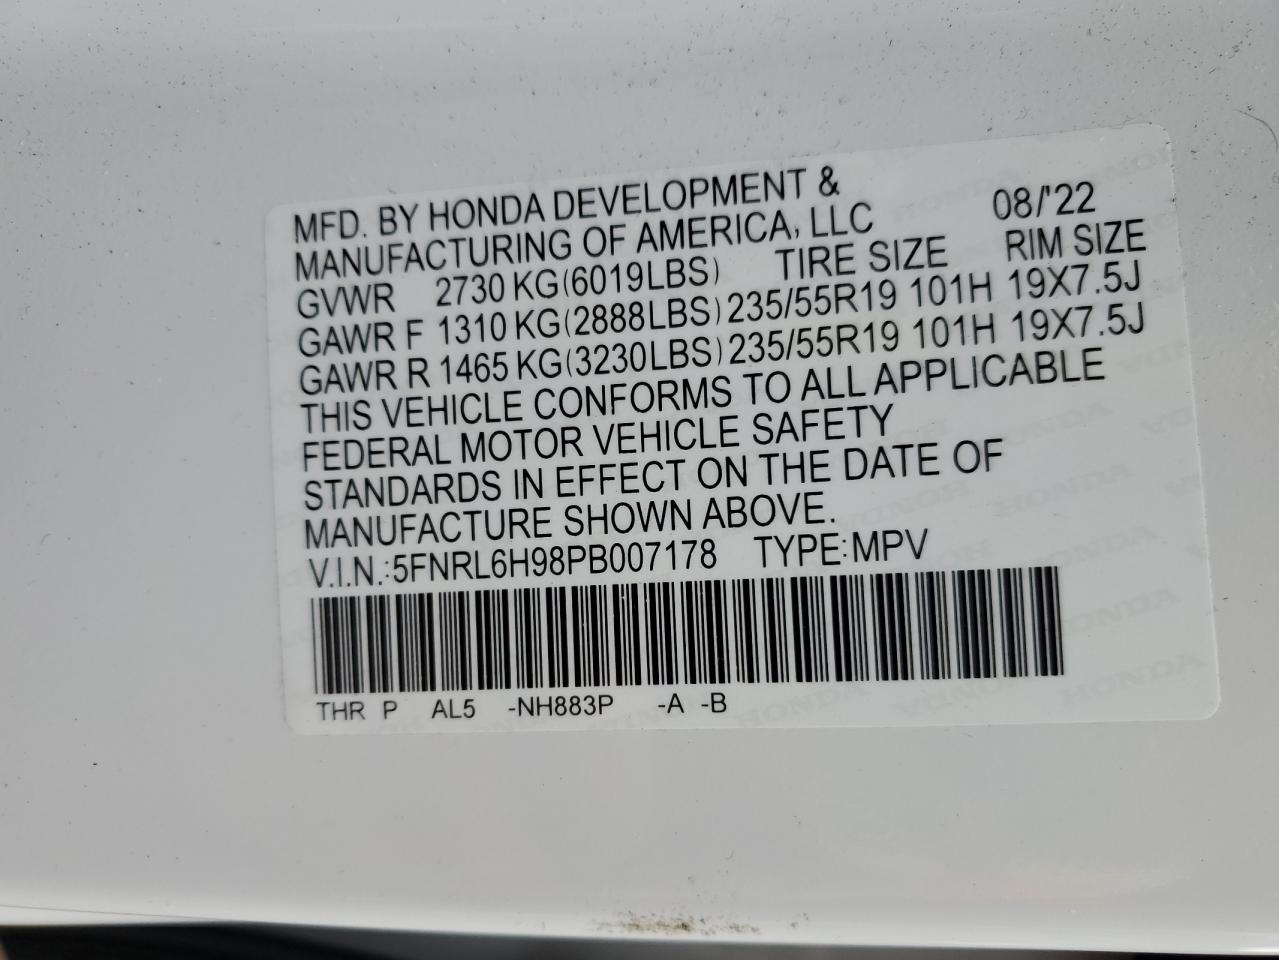 MFD. BY HONDA DEVELOPMENT &
MANUFACTURING OF AMERICA, LLC 08/'22
GVWR 2730 KG(6019LBS) TIRE SIZE RIM SIZE
GAWR F 1310 KG(2888LBS) 235/55R19 101H 19X7.5J
GAWR R 1465 KG(3230LBS) 235/55R19 101H 19X7.5J
THIS VEHICLE CONFORMS TO ALL APPLICABLE
FEDERAL MOTOR VEHICLE SAFETY
STANDARDS IN EFFECT ON THE DATE OF
MANUFACTURE SHOWN ABOVE.
V.I.N.:5FNRL6H98PB007178 TYPE:MPV
THR P AL5 -NH883P -A -B